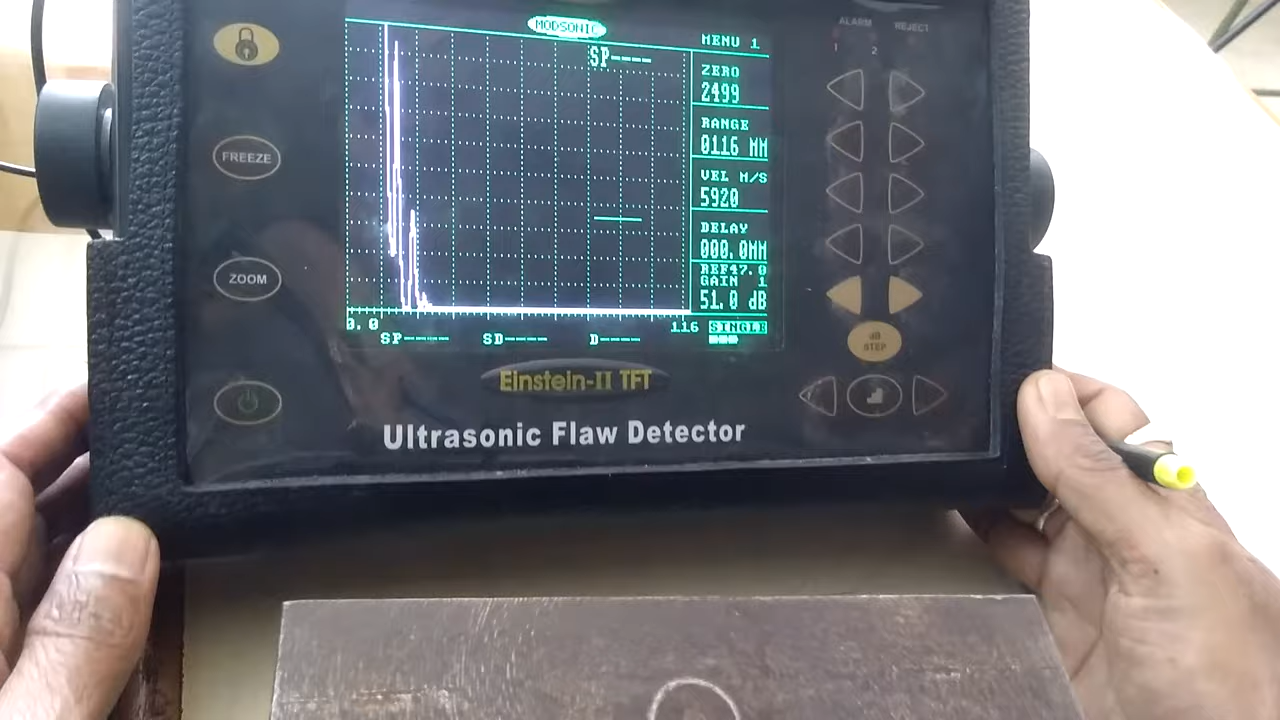 MODSONIC
MENU 1
ALARM
REJECT
1
2
SP----
ZERO
2499
RANGE
0116 MM
VEL M/S
5920
DELAY
000.0MM
REF47.0
GAIN 1
51.0 dB
0.0
116
SINGLE
SP-----
SD----
D----
FREEZE
ZOOM
dB
STEP
Einstein-II TFT
Ultrasonic Flaw Detector